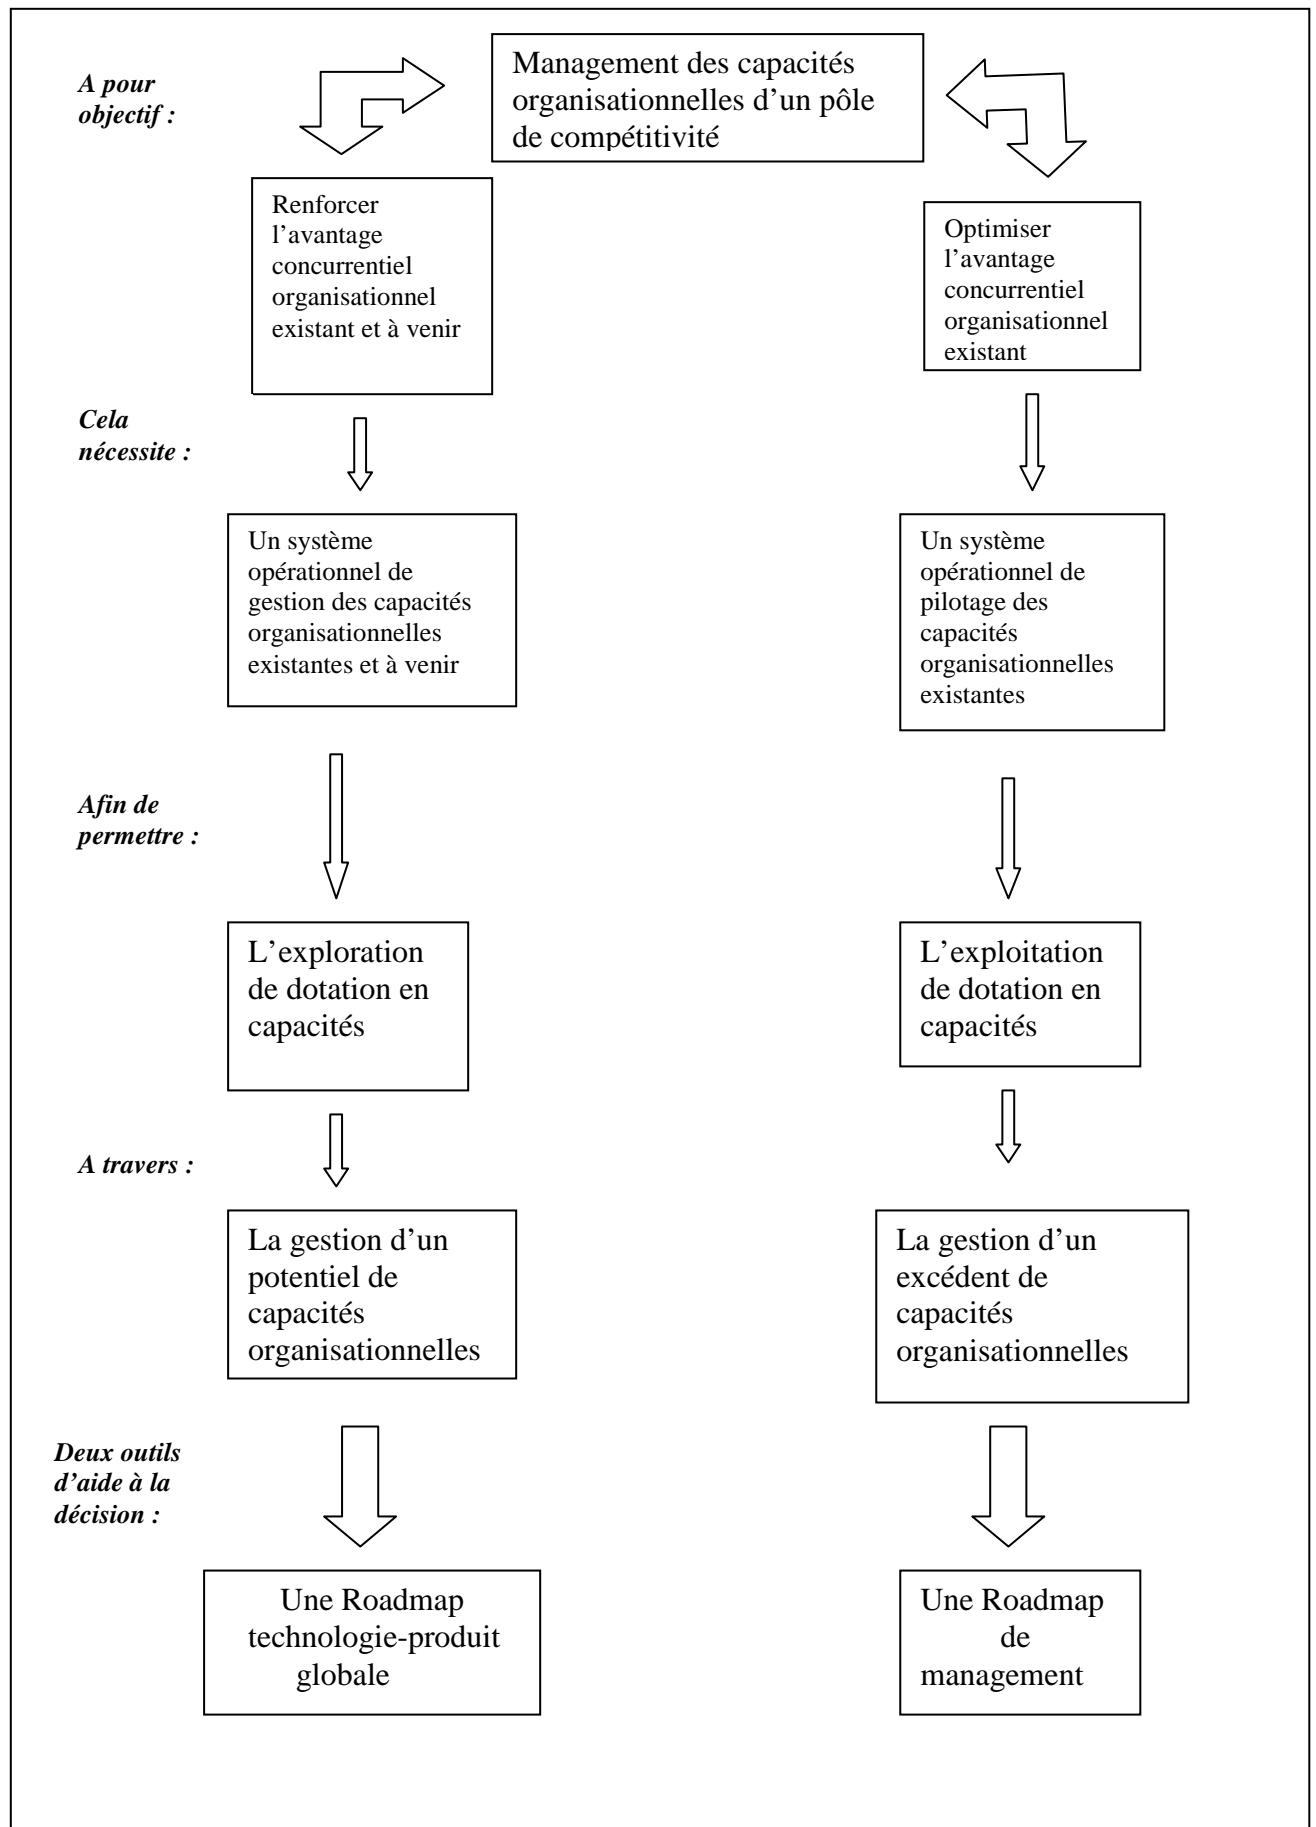 A pour
objectif :
Management des capacités
organisationnelles d’un pôle
de compétitivité
Renforcer
l’avantage
concurrentiel
organisationnel
existant et à venir
Optimiser
l’avantage
concurrentiel
organisationnel
existant
Cela
nécessite :
Un système
opérationnel de
gestion des capacités
organisationnelles
existantes et à venir
Un système
opérationnel de
pilotage des
capacités
organisationnelles
existantes
Afin de
permettre :
L’exploration
de dotation en
capacités
L’exploitation
de dotation en
capacités
A travers :
La gestion d’un
potentiel de
capacités
organisationnelles
La gestion d’un
excédent de
capacités
organisationnelles
Deux outils
d’aide à la
décision :
Une Roadmap
technologie-produit
globale
Une Roadmap
de
management